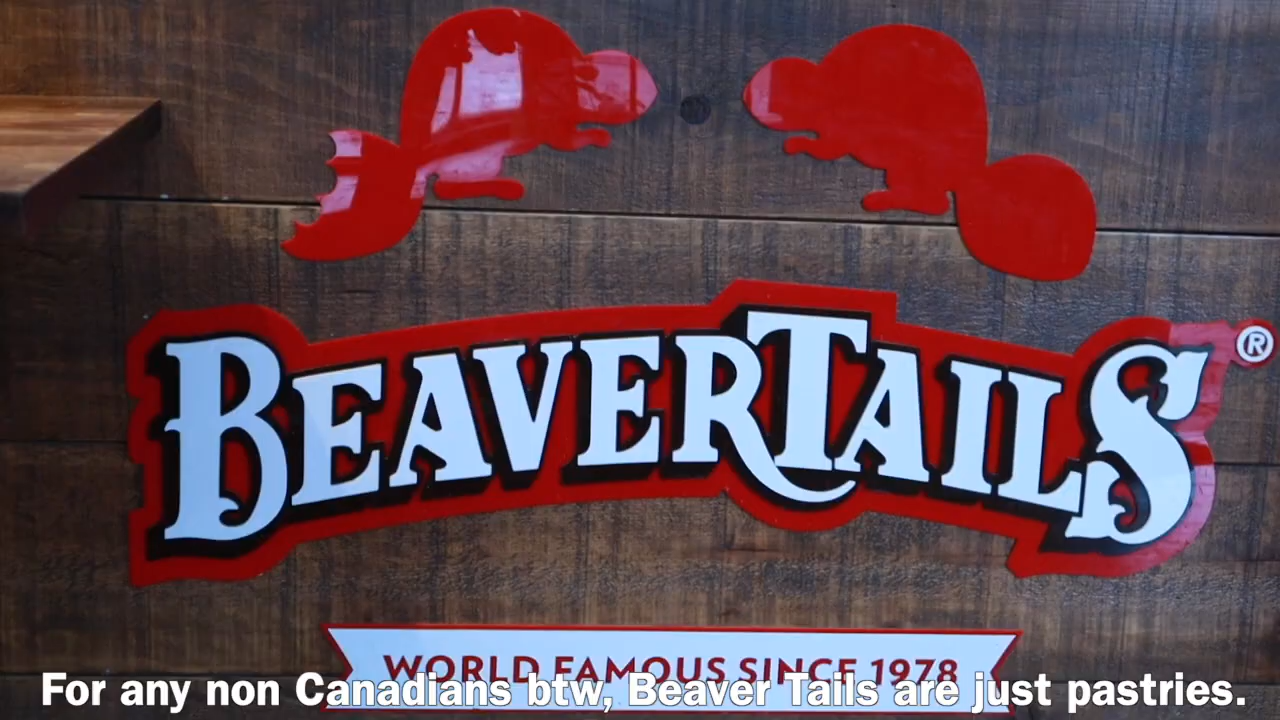 BEAVERTAILS®
WORLD FAMOUS SINCE 1978
For any non Canadians btw, Beaver Tails are just pastries.